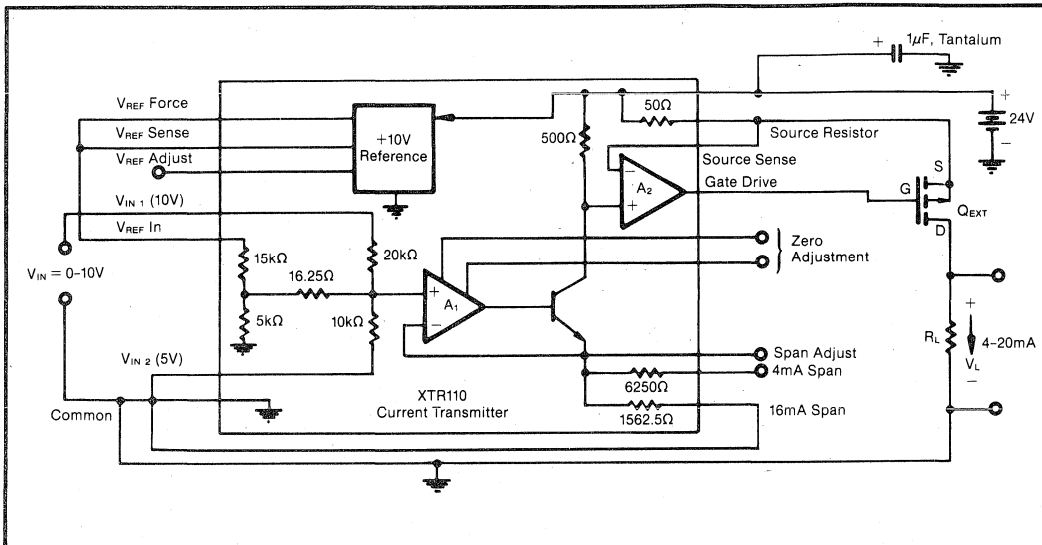 1µF, Tantalum
+
VREF Force
VREF Sense
VREF Adjust
VIN 1 (10V)
VREF In
VIN = 0–10V
VIN 2 (5V)
Common
+10V
Reference
15kΩ
16.25Ω
5kΩ
20kΩ
10kΩ
A1
+
−
500Ω
50Ω
A2
−
+
Source Resistor
Source Sense
Gate Drive
Zero
Adjustment
Span Adjust
4mA Span
6250Ω
1562.5Ω
16mA Span
XTR110
Current Transmitter
+
24V
−
S
G
QEXT
D
+
RL
4–20mA
VL
−